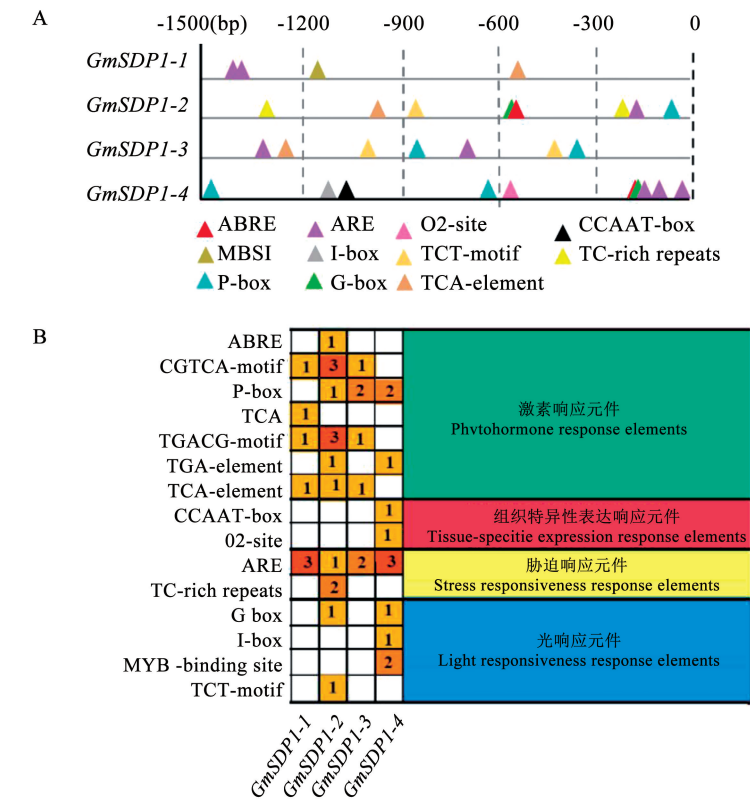 A
-1500(bp) -1200 -900 -600 -300 0
GmSDP1-1
GmSDP1-2
GmSDP1-3
GmSDP1-4
ABRE ARE O2-site CCAAT-box
MBSI I-box TCT-motif TC-rich repeats
P-box G-box TCA-element
B
ABRE 1
CGTCA-motif 1 3 1
P-box 1 2 2
TCA 1
TGACG-motif 1 3 1
TGA-element 1 1
TCA-element 1 1 1
激素响应元件
Phvtohormone response elements
CCAAT-box 1
02-site 1
组织特异性表达响应元件
Tissue-specitie expression response elements
ARE 3 1 2 3
TC-rich repeats 2
胁迫响应元件
Stress responsiveness response elements
G box 1 1
I-box 1
MYB -binding site 2
TCT-motif 1
光响应元件
Light responsiveness response elements
GmSDP1-1
GmSDP1-2
GmSDP1-3
GmSDP1-4